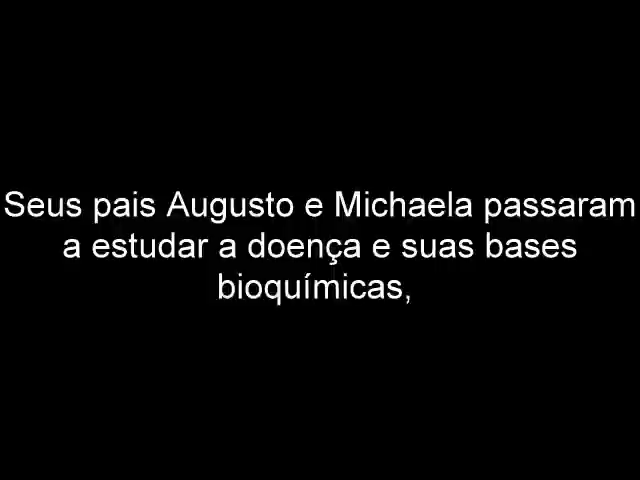 Seus pais Augusto e Michaela passaram
a estudar a doença e suas bases
bioquímicas,